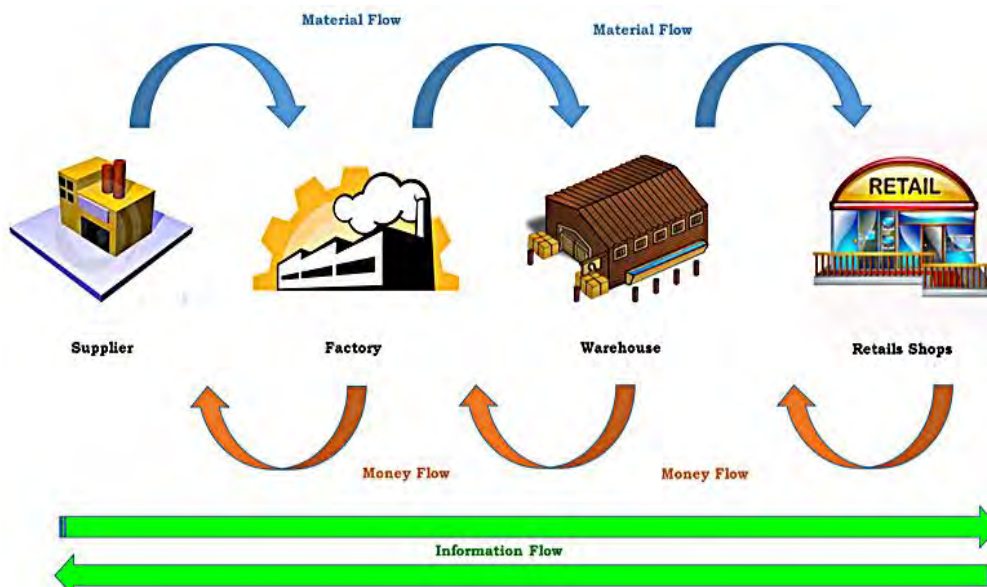 Material Flow
Material Flow
RETAIL
Supplier
Factory
Warehouse
Retails Shops
Money Flow
Money Flow
Information Flow